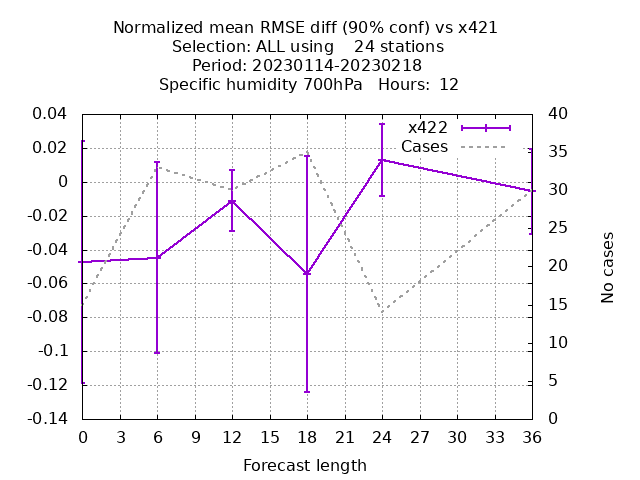 Normalized mean RMSE diff (90% conf) vs x421
Selection: ALL using    24 stations
Period: 20230114-20230218
Specific humidity 700hPa   Hours:  12
0.04
0.02
0
-0.02
-0.04
-0.06
-0.08
-0.1
-0.12
-0.14
x422
Cases
40
35
30
25
20
15
10
5
0
No cases
0 3 6 9 12 15 18 21 24 27 30 33 36
Forecast length